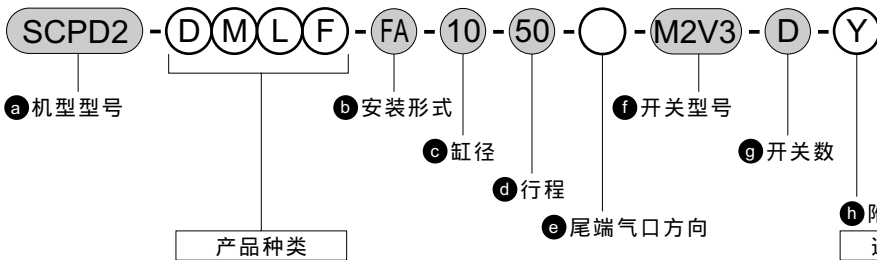 SCPD2-DMLF-FA-10-50-○-M2V3-D-Y
a机型型号
b安装形式
f开关型号
c缸径
g开关数
d行程
h
e尾端气口方向
产品种类